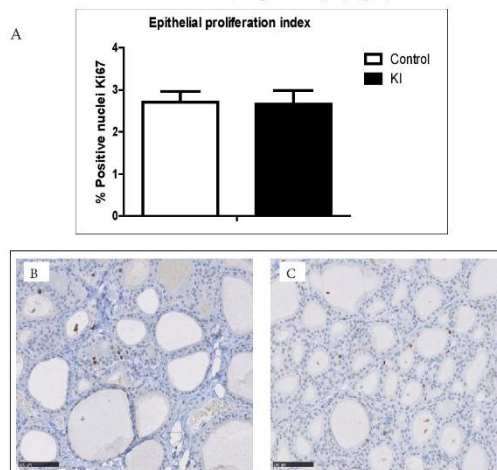 A
Epithelial proliferation index
% Positive nuclei Ki67
4
3
2
1
0
Control
KI
B
C